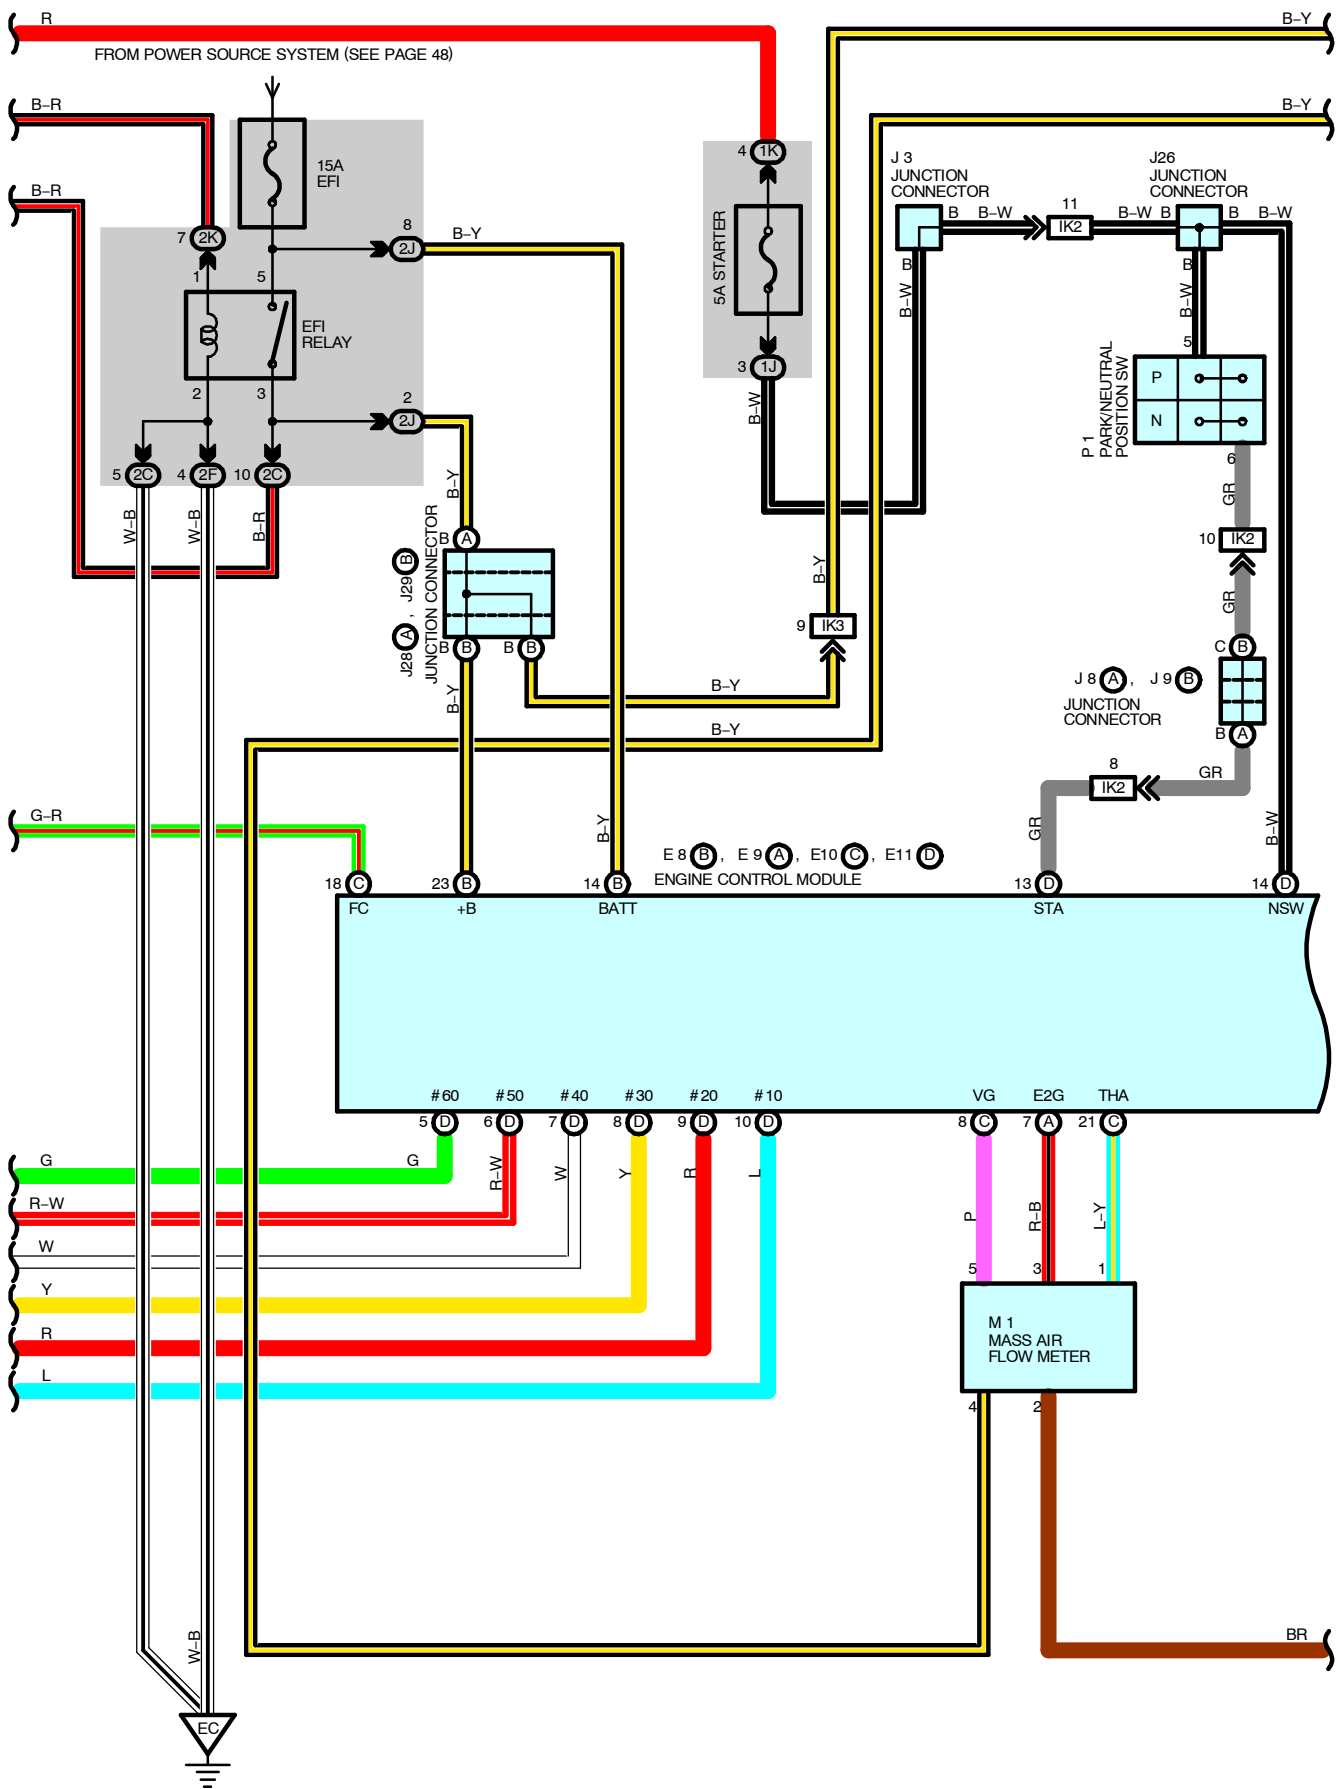 R
FROM POWER SOURCE SYSTEM (SEE PAGE 48)
B–Y
B–R
B–Y
15A
EFI
4 1K
J 3
JUNCTION
CONNECTOR
J26
JUNCTION
CONNECTOR
B–R
11
B B–W IK2 B–W B B B–W
7 2K
8
2J B–Y
1 5
B B
B–W B–W
5A STARTER
EFI
RELAY
5
P 1
PARK/NEUTRAL
POSITION SW
P
N
3 1J
2 3
2
2J
B–W
6
5 2C 4 2F 10 2C
B–Y
GR
W–B W–B B–R
B A
10 IK2
J28 A , J29 B
JUNCTION CONNECTOR
B–Y
GR
9 IK3
B B B B
C B
J 8 A , J 9 B
JUNCTION
CONNECTOR
B–Y
B–Y
B–Y
B A
8
IK2 GR
G–R
B–Y
GR
B–W
E 8 B , E 9 A , E10 C , E11 D
ENGINE CONTROL MODULE
18 C 23 B 14 B 13 D 14 D
FC +B BATT STA NSW
#60 #50 #40 #30 #20 #10 VG E2G THA
5 D 6 D 7 D 8 D 9 D 10 D 8 C 7 A 21 C
G G
R–W W Y R L
R–W
P R–B L–Y
W
5 3 1
Y
M 1
MASS AIR
FLOW METER
R
L
4 2
W–B
BR
EC